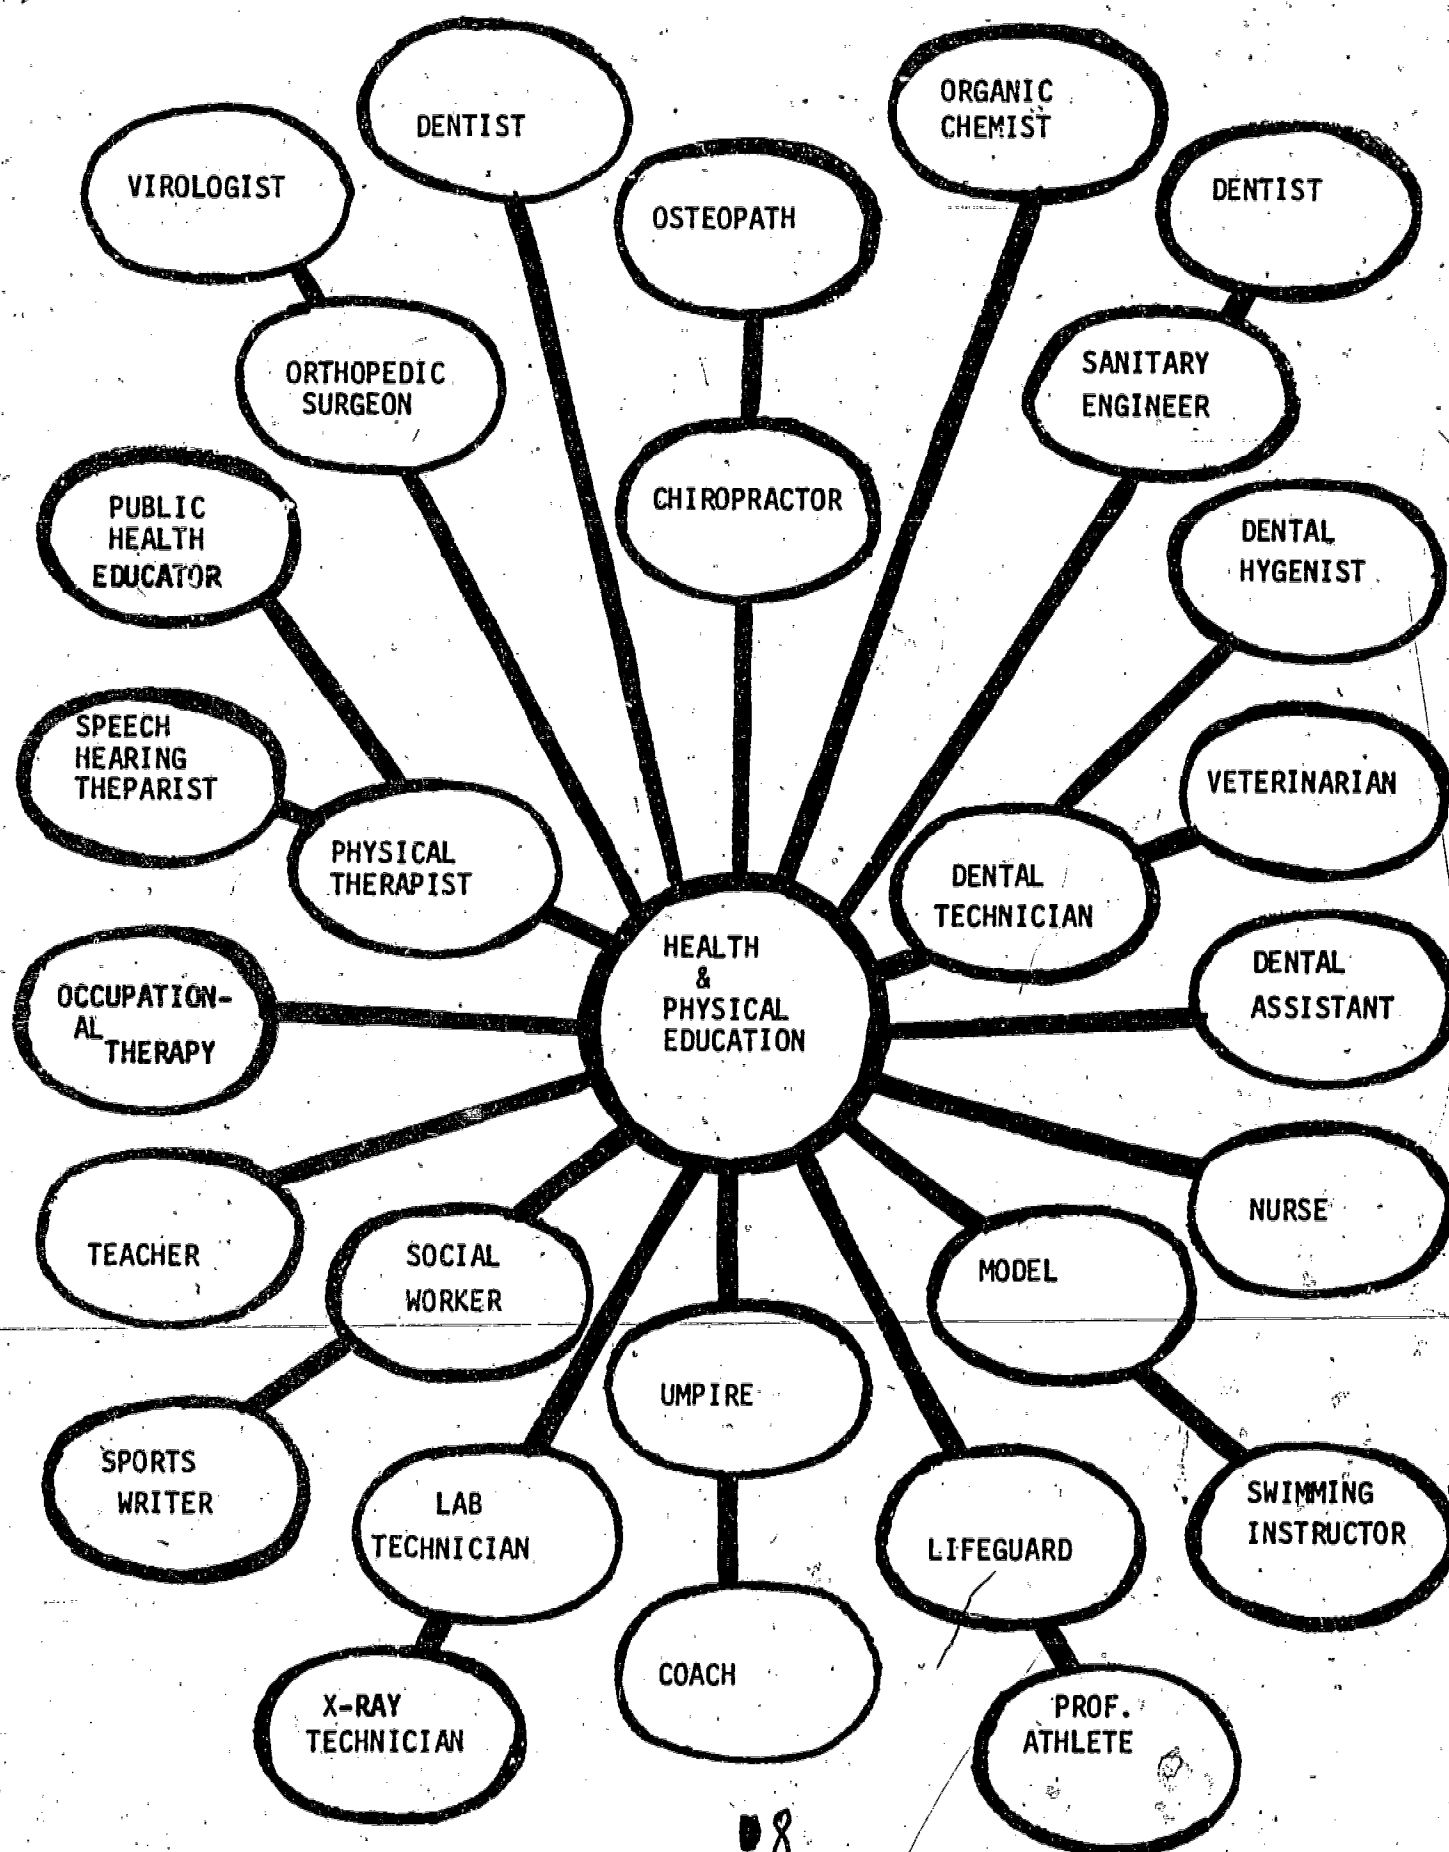 DENTIST
ORGANIC
CHEMIST
VIROLOGIST
OSTEOPATH
DENTIST
ORTHOPEDIC
SURGEON
SANITARY
ENGINEER
PUBLIC
HEALTH
EDUCATOR
CHIROPRACTOR
DENTAL
HYGENIST
SPEECH
HEARING
THEPARIST
VETERINARIAN
PHYSICAL
THERAPIST
DENTAL
TECHNICIAN
HEALTH
&
PHYSICAL
EDUCATION
OCCUPATION-
AL
THERAPY
DENTAL
ASSISTANT
TEACHER
SOCIAL
WORKER
MODEL
NURSE
UMPIRE
SPORTS
WRITER
LAB
TECHNICIAN
LIFEGUARD
SWIMMING
INSTRUCTOR
X-RAY
TECHNICIAN
COACH
PROF.
ATHLETE
8